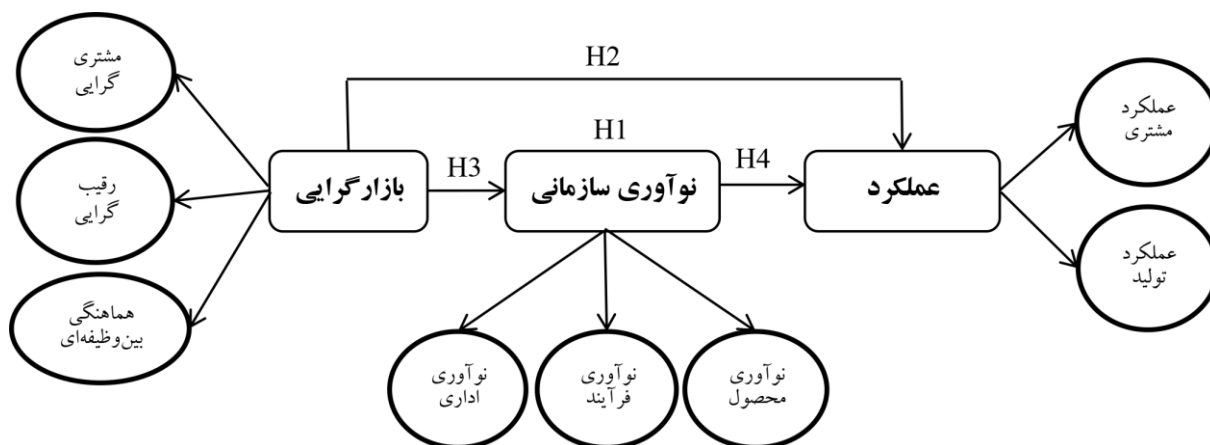 H2
مشتری
گرایی
عملکرد
مشتری
H1
H3
H4
بازارگرایی
نوآوری سازمانی
عملکرد
رقیب
گرایی
عملکرد
تولید
هماهنگی
بین‌وظیفه‌ای
نوآوری
اداری
نوآوری
فرآیند
نوآوری
محصول